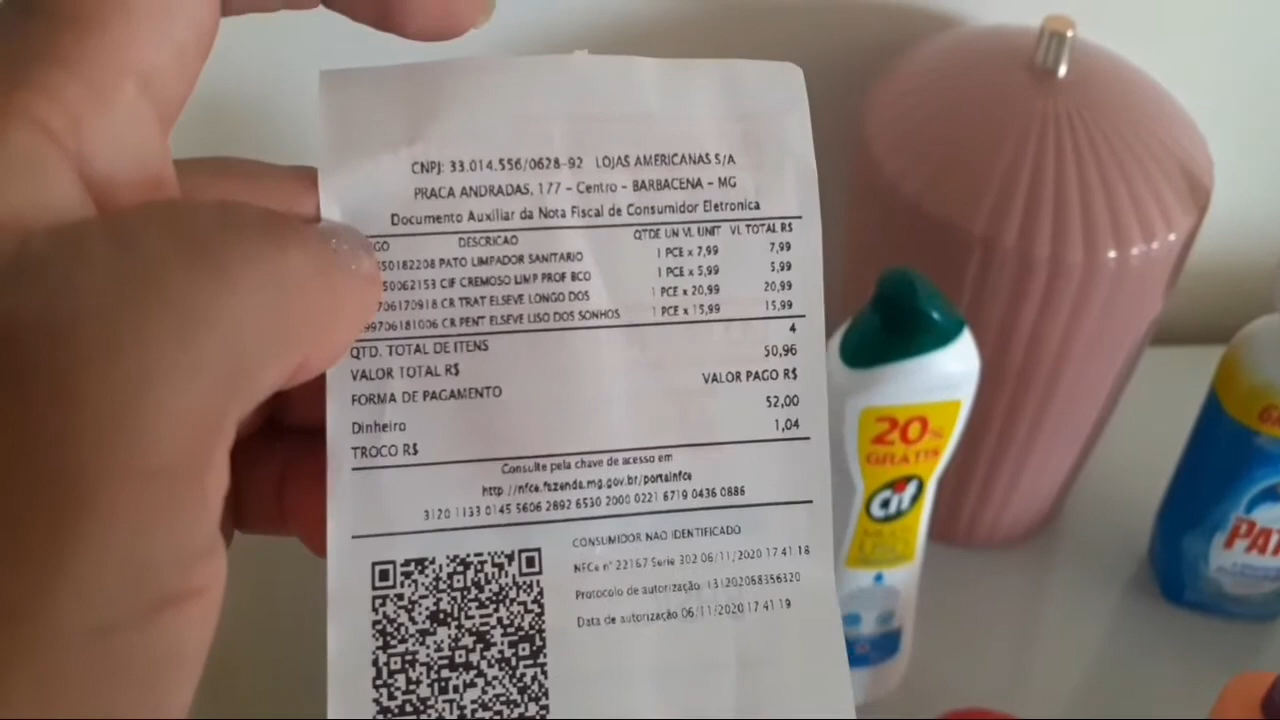 CNPJ: 33.014.556/0628-92 LOJAS AMERICANAS S/A
PRACA ANDRADAS, 177 - Centro - BARBACENA - MG
Documento Auxiliar da Nota Fiscal de Consumidor Eletronica
GO DESCRICAO QTDE UN VL UNIT VL TOTAL R$
50182208 PATO LIMPADOR SANITARIO 1 PCE x 7,99 7,99
50062153 CIF CREMOSO LIMP PROF BCO 1 PCE x 5,99 5,99
706170918 CR TRAT ELSEVE LONGO DOS 1 PCE x 20,99 20,99
99706181006 CR PENT ELSEVE LISO DOS SONHOS 1 PCE x 15,99 15,99
QTD. TOTAL DE ITENS 4
VALOR TOTAL R$ 50,96
FORMA DE PAGAMENTO VALOR PAGO R$
Dinheiro 52,00
TROCO R$ 1,04
Consulte pela chave de acesso em
http://nfce.fazenda.mg.gov.br/portalnfce
3120 1133 0145 5606 2892 6530 2000 0221 6719 0436 0886
CONSUMIDOR NAO IDENTIFICADO
NFCe n° 22167 Serie 302 06/11/2020 17:41:18
Protocolo de autorização: 131202068356320
Data de autorização 06/11/2020 17:41:19
20%
GRÁTIS
Cif
PAT